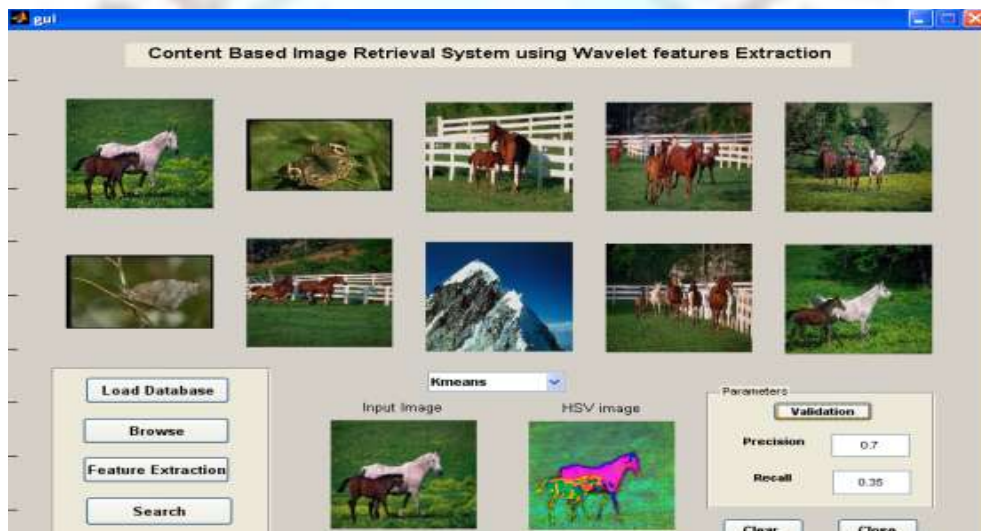 gui
Content Based Image Retrieval System using Wavelet features Extraction
Load Database
Browse
Feature Extraction
Search
Kmeans
Input Image
HSV image
Parameters
Validation
Precision
0.7
Recall
0.35
Clear
Close